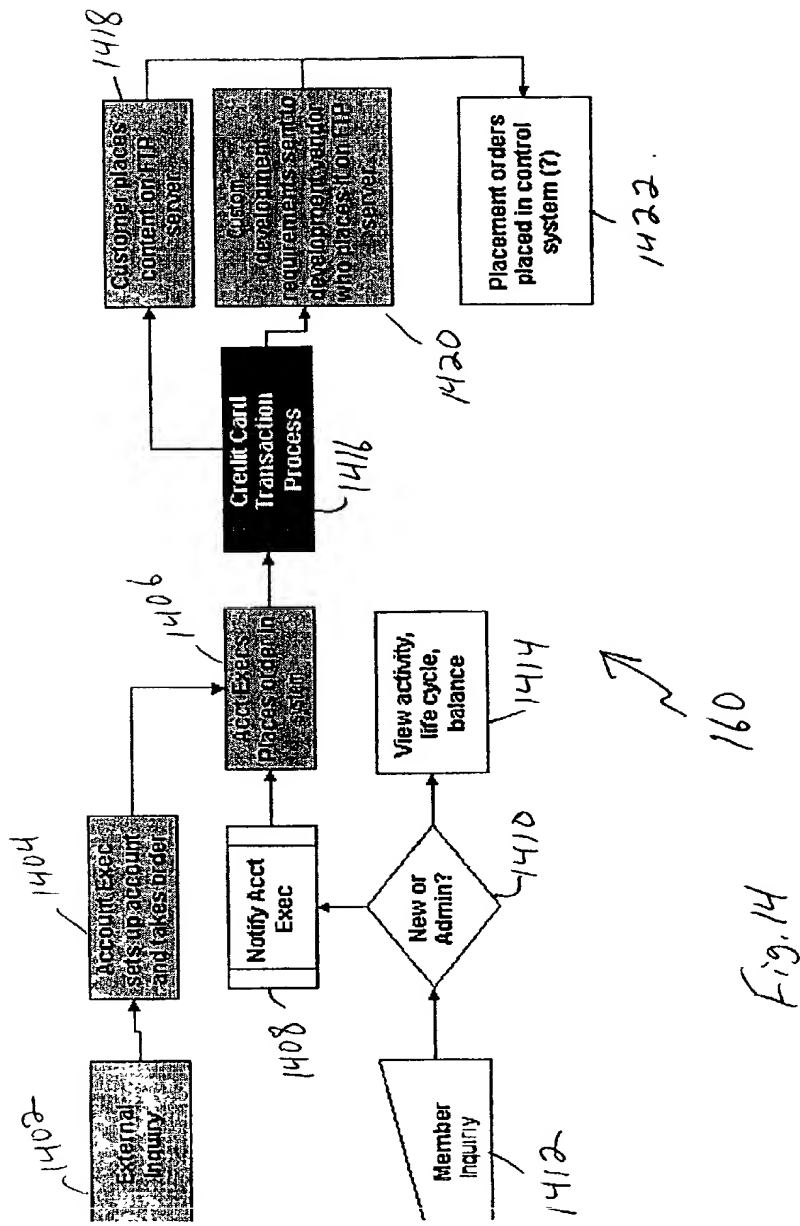 1402
External
Inquiry
1404
Account Exec
sets up account
and takes order
1406
Acct Execs
Places order in
system
1408
Notify Acct
Exec
1412
Member
Inquiry
New or
Admin?
1410
View activity,
life cycle,
balance
1414
Credit Card
Transaction
Process
1416
1418
Customer places
content on FTP
server
Custom
development
requirements sent to
development vendor
who places it on FTP
server
1420
Placement orders
placed in control
system (?)
1422.
160
Fig. 14